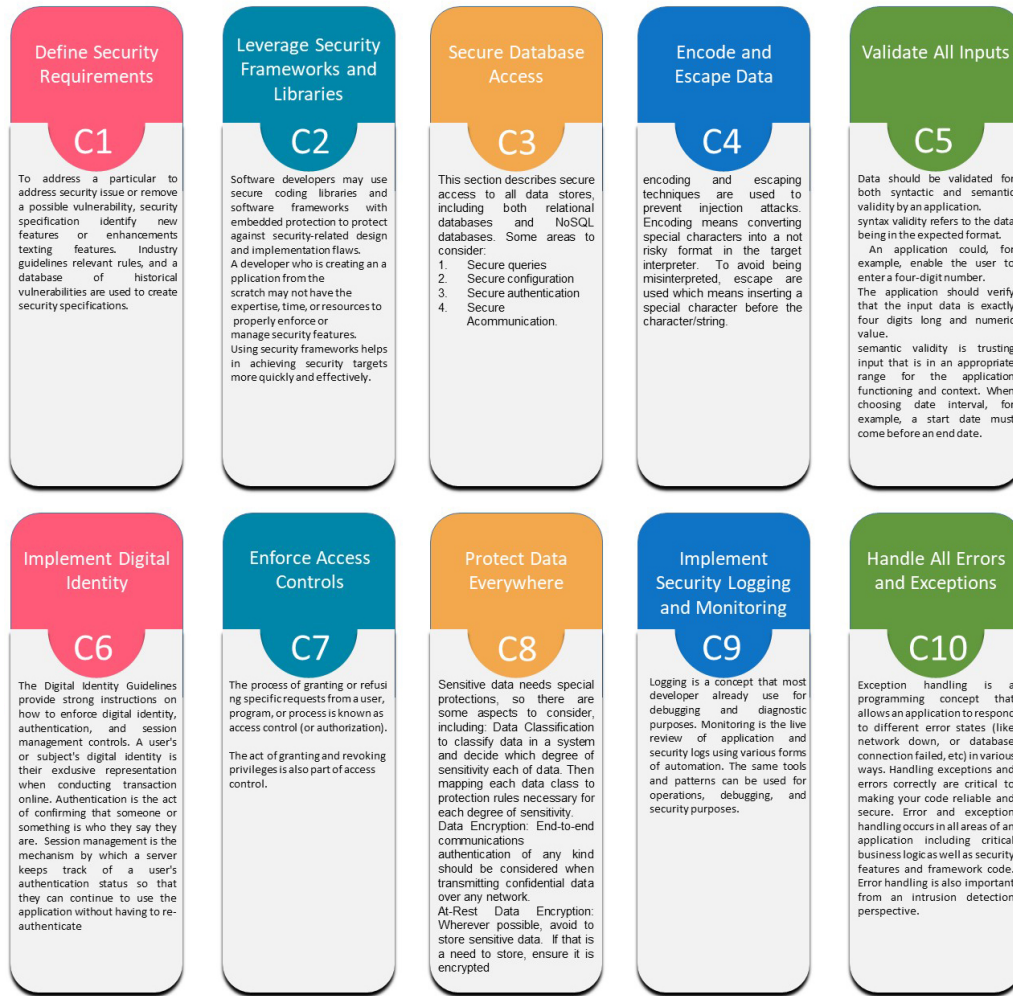 Define Security
Requirements
C1
To address a particular to
address security issue or remove
a possible vulnerability, security
specification identify new
features or enhancements
texting features. Industry
guidelines relevant rules, and a
database of historical
vulnerabilities are used to create
security specifications.
Leverage Security
Frameworks and
Libraries
C2
Software developers may use
secure coding libraries and
software frameworks with
embedded protection to protect
against security-related design
and implementation flaws.
A developer who is creating an a
pplication from the
scratch may not have the
expertise, time, or resources to
properly enforce or
manage security features.
Using security frameworks helps
in achieving security targets
more quickly and effectively.
Secure Database
Access
C3
This section describes secure
access to all data stores,
including both relational
databases and NoSQL
databases. Some areas to
consider:
1. Secure queries
2. Secure configuration
3. Secure authentication
4. Secure
Acommunication.
Encode and
Escape Data
C4
encoding and escaping
techniques are used to
prevent injection attacks.
Encoding means converting
special characters into a not
risky format in the target
interpreter. To avoid being
misinterpreted, escape are
used which means inserting a
special character before the
character/string.
Validate All Inputs
C5
Data should be validated for
both syntactic and semantic
validity by an application.
syntax validity refers to the data
being in the expected format.
An application could, for
example, enable the user to
enter a four-digit number.
The application should verify
that the input data is exactly
four digits long and numeric
value.
semantic validity is trusting
input that is in an appropriate
range for the application
functioning and context. When
choosing date interval, for
example, a start date must
come before an end date.
Implement Digital
Identity
C6
The Digital Identity Guidelines
provide strong instructions on
how to enforce digital identity,
authentication, and session
management controls. A user's
or subject's digital identity is
their exclusive representation
when conducting transaction
online. Authentication is the act
of confirming that someone or
something is who they say they
are. Session management is the
mechanism by which a server
keeps track of a user's
authentication status so that
they can continue to use the
application without having to re-
authenticate
Enforce Access
Controls
C7
The process of granting or refusi
ng specific requests from a user,
program, or process is known as
access control (or authorization).
The act of granting and revoking
privileges is also part of access
control.
Protect Data
Everywhere
C8
Sensitive data needs special
protections, so there are
some aspects to consider,
including: Data Classification
to classify data in a system
and decide which degree of
sensitivity each of data. Then
mapping each data class to
protection rules necessary for
each degree of sensitivity.
Data Encryption: End-to-end
communications
authentication of any kind
should be considered when
transmitting confidential data
over any network.
At-Rest Data Encryption:
Wherever possible, avoid to
store sensitive data. If that is
a need to store, ensure it is
encrypted
Implement
Security Logging
and Monitoring
C9
Logging is a concept that most
developer already use for
debugging and diagnostic
purposes. Monitoring is the live
review of application and
security logs using various forms
of automation. The same tools
and patterns can be used for
operations, debugging, and
security purposes.
Handle All Errors
and Exceptions
C10
Exception handling is a
programming concept that
allows an application to respond
to different error states (like
network down, or database
connection failed, etc) in various
ways. Handling exceptions and
errors correctly are critical to
making your code reliable and
secure. Error and exception
handling occurs in all areas of an
application including critical
business logic as well as security
features and framework code.
Error handling is also important
from an intrusion detection
perspective.